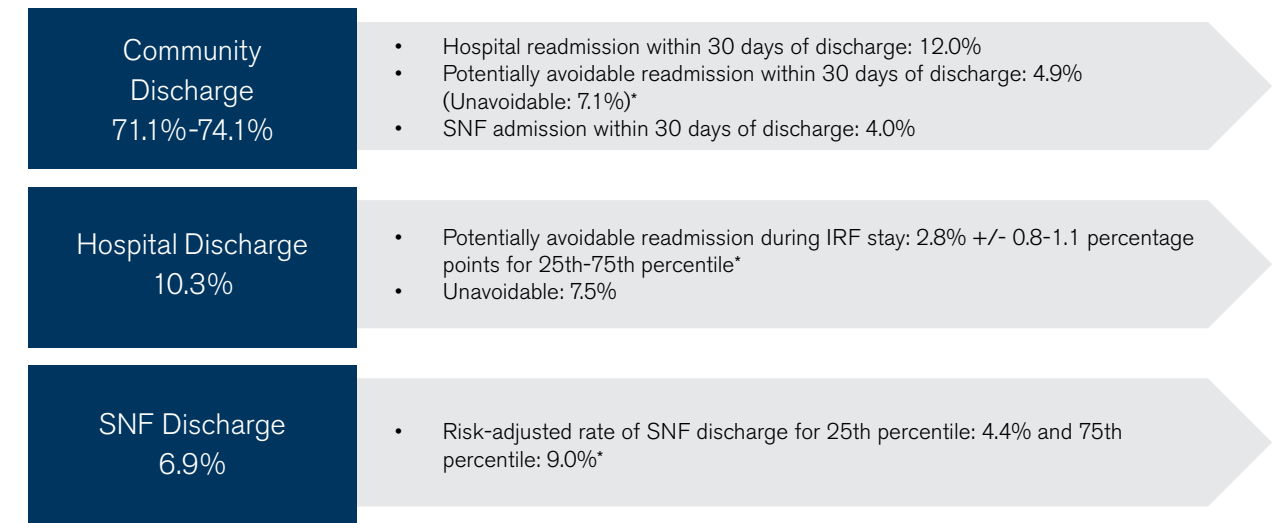 Community
Discharge
71.1%-74.1%
• Hospital readmission within 30 days of discharge: 12.0%
• Potentially avoidable readmission within 30 days of discharge: 4.9%
(Unavoidable: 7.1%)*
• SNF admission within 30 days of discharge: 4.0%
Hospital Discharge
10.3%
• Potentially avoidable readmission during IRF stay: 2.8% +/- 0.8-1.1 percentage
points for 25th-75th percentile*
• Unavoidable: 7.5%
SNF Discharge
6.9%
• Risk-adjusted rate of SNF discharge for 25th percentile: 4.4% and 75th
percentile: 9.0%*